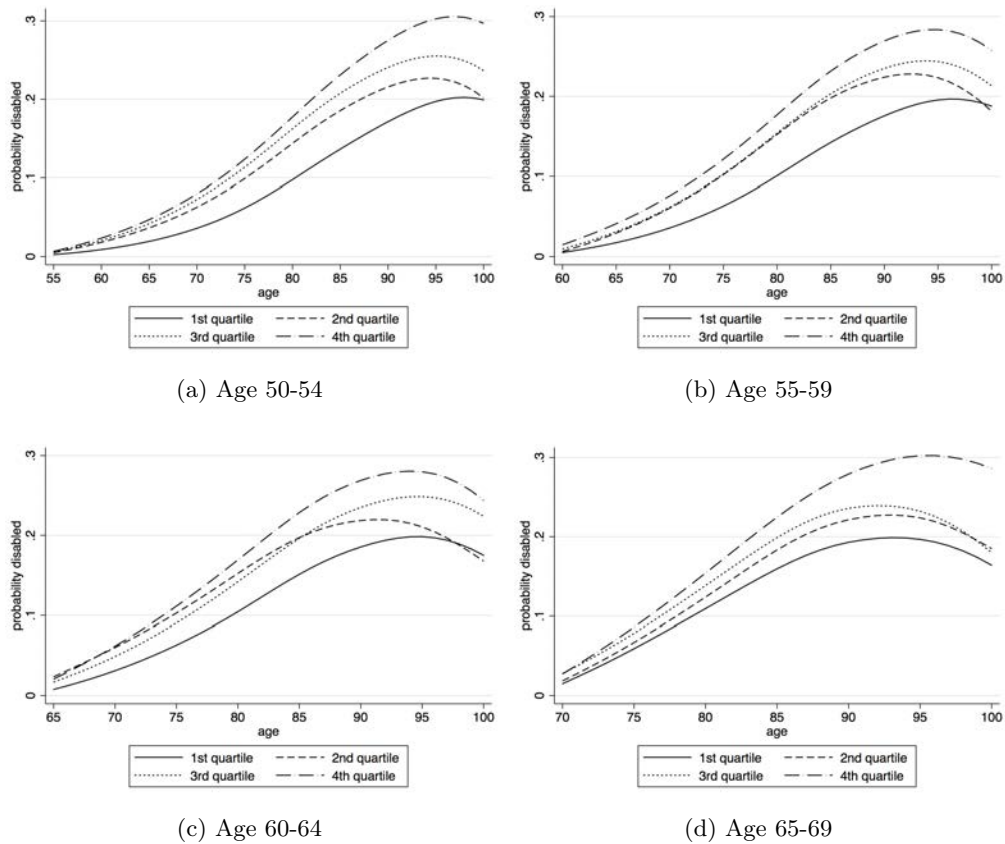 probability disabled
.3
.2
.1
0
55 60 65 70 75 80 85 90 95 100
age
1st quartile 2nd quartile
3rd quartile 4th quartile
(a) Age 50-54
probability disabled
.3
.2
.1
0
60 65 70 75 80 85 90 95 100
age
1st quartile 2nd quartile
3rd quartile 4th quartile
(b) Age 55-59
probability disabled
.3
.2
.1
0
65 70 75 80 85 90 95 100
age
1st quartile 2nd quartile
3rd quartile 4th quartile
(c) Age 60-64
probability disabled
.3
.2
.1
0
70 75 80 85 90 95 100
age
1st quartile 2nd quartile
3rd quartile 4th quartile
(d) Age 65-69